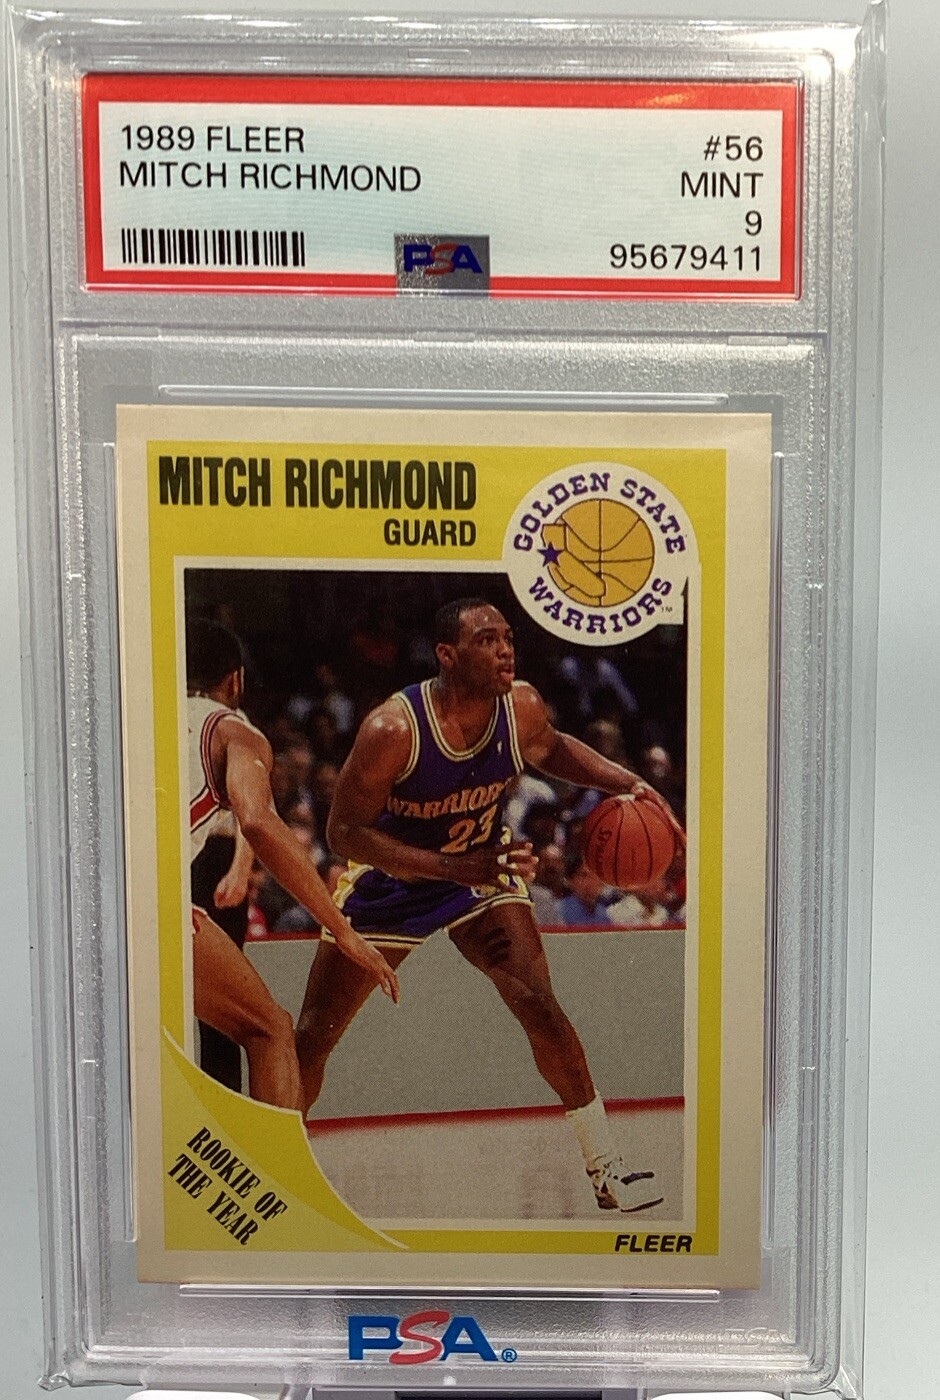 1989 FLEER
MITCH RICHMOND
#56
MINT
9
95679411
PSA
MITCH RICHMOND
GUARD
GOLDEN STATE
WARRIORS
TM
WARRIORS
23
ROOKIE OF
THE YEAR
FLEER
PSA®